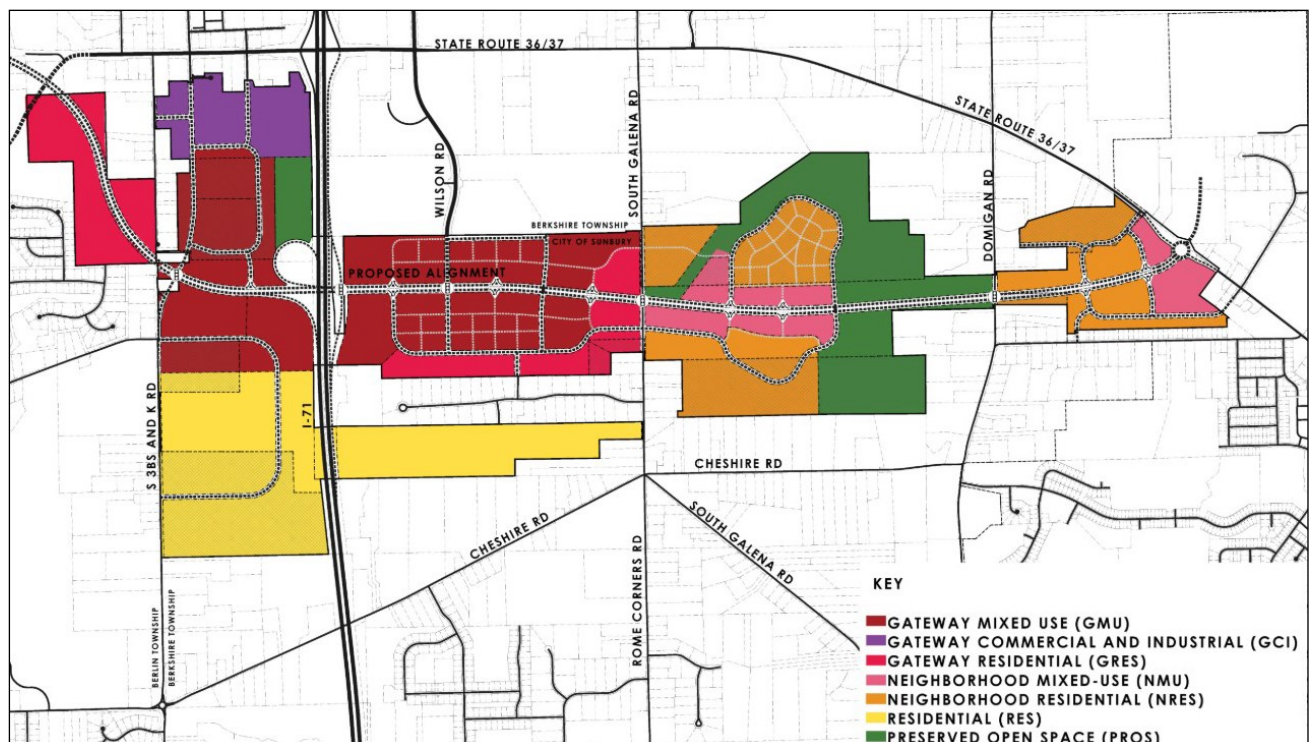 STATE ROUTE 36/37
SOUTH GALENA RD
STATE ROUTE 36/37
WILSON RD
DOMIGAN RD
BERKSHIRE TOWNSHIP
CITY OF SUNBURY
PROPOSED ALIGNMENT
I-71
S 3BS AND K RD
CHESHIRE RD
CHESHIRE RD
SOUTH GALENA RD
ROME CORNERS RD
BERLIN TOWNSHIP
BERKSHIRE TOWNSHIP
KEY
GATEWAY MIXED USE (GMU)
GATEWAY COMMERCIAL AND INDUSTRIAL (GCI)
GATEWAY RESIDENTIAL (GRES)
NEIGHBORHOOD MIXED-USE (NMU)
NEIGHBORHOOD RESIDENTIAL (NRES)
RESIDENTIAL (RES)
PRESERVED OPEN SPACE (PROS)